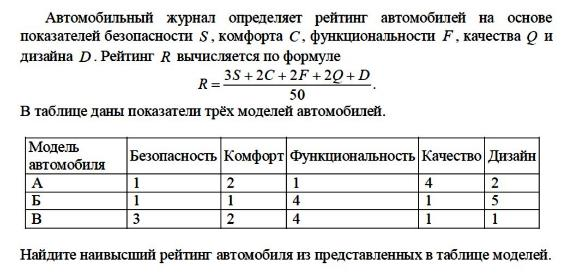 Автомобильный журнал определяет рейтинг автомобилей на основе
показателей безопасности S, комфорта C, функциональности F, качества Q и
дизайна D. Рейтинг R вычисляется по формуле
R = (3S + 2C + 2F + 2Q + D) / 50.
В таблице даны показатели трёх моделей автомобилей.
Модель автомобиля Безопасность Комфорт Функциональность Качество Дизайн
А 1 2 1 4 2
Б 1 1 4 1 5
В 3 2 4 1 1
Найдите наивысший рейтинг автомобиля из представленных в таблице моделей.